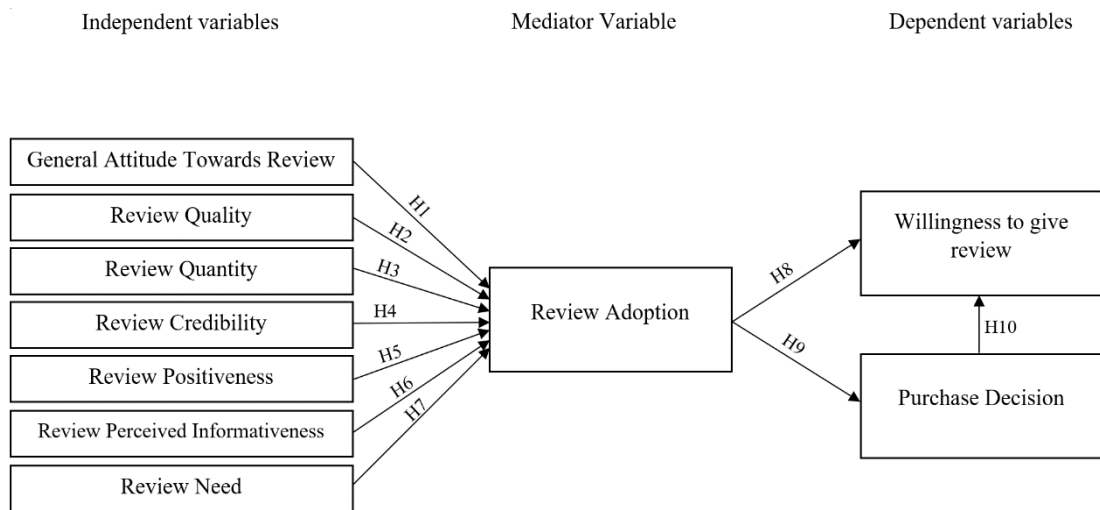 Independent variables
Mediator Variable
Dependent variables
General Attitude Towards Review
Review Quality
Review Quantity
Review Credibility
Review Positiveness
Review Perceived Informativeness
Review Need
H1
H2
H3
H4
H5
H6
H7
Review Adoption
H8
H9
Willingness to give
review
H10
Purchase Decision